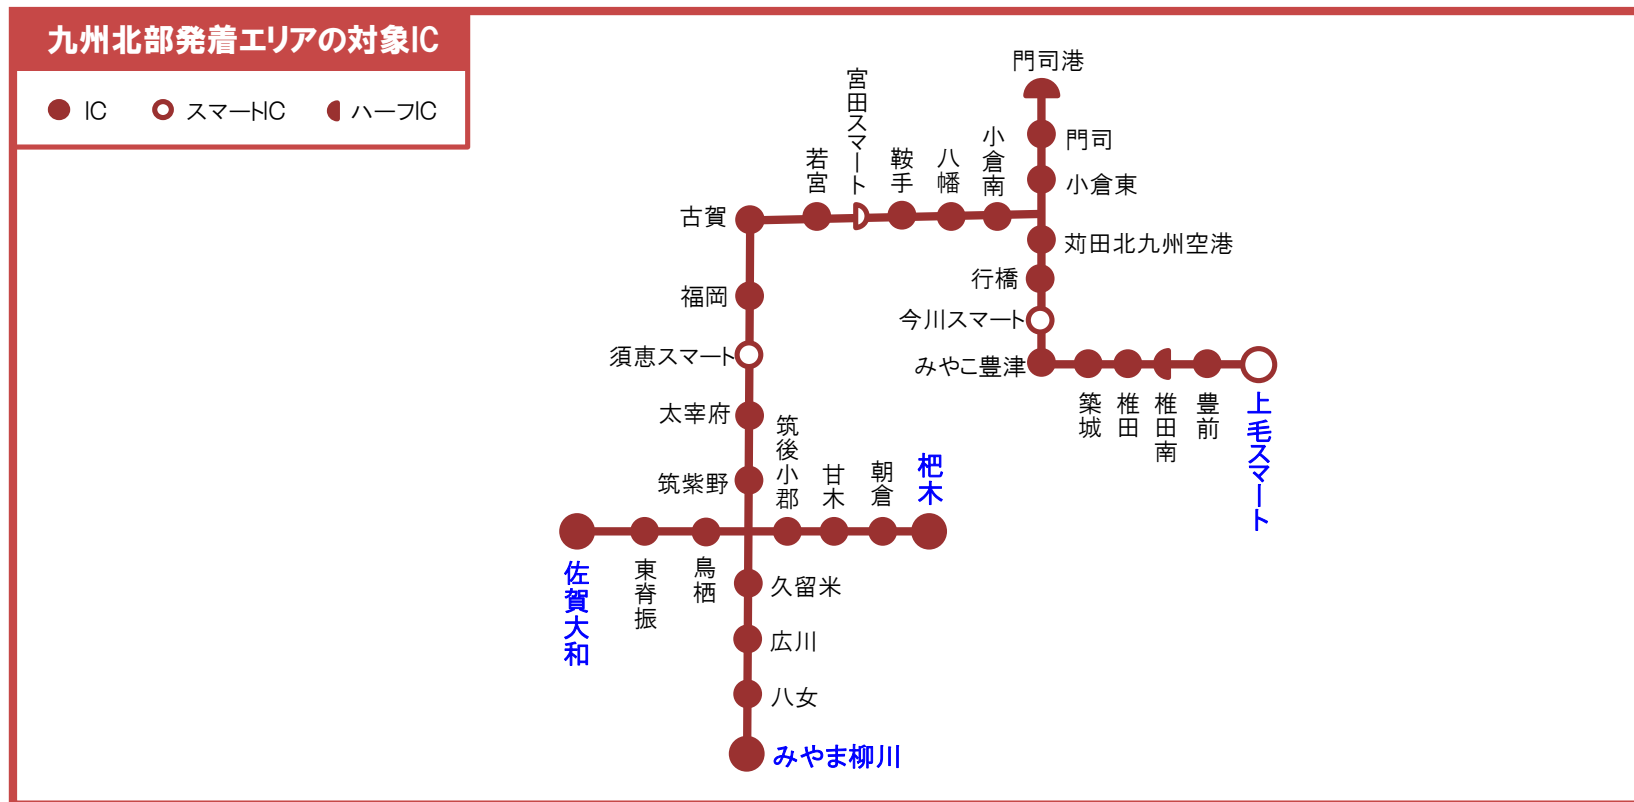 九州北部発着エリアの対象IC
IC
スマートIC
ハーフIC
門司港
門司
小倉東
小倉南
八幡
鞍手
宮田スマート
若宮
古賀
苅田北九州空港
行橋
今川スマート
みやこ豊津
築城
椎田
椎田南
豊前
上毛スマート
福岡
須恵スマート
太宰府
筑紫野
筑後小郡
甘木
朝倉
杷木
佐賀大和
東脊振
鳥栖
久留米
広川
八女
みやま柳川